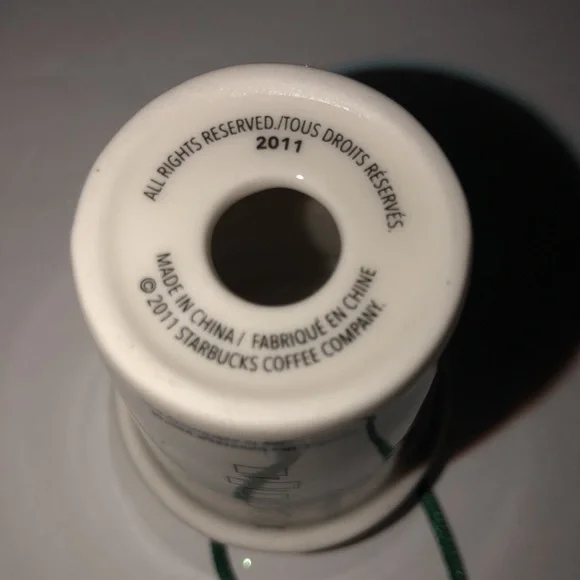 ALL RIGHTS RESERVED./TOUS DROITS RÉSERVÉS.
2011
MADE IN CHINA / FABRIQUÉ EN CHINE
© 2011 STARBUCKS COFFEE COMPANY.